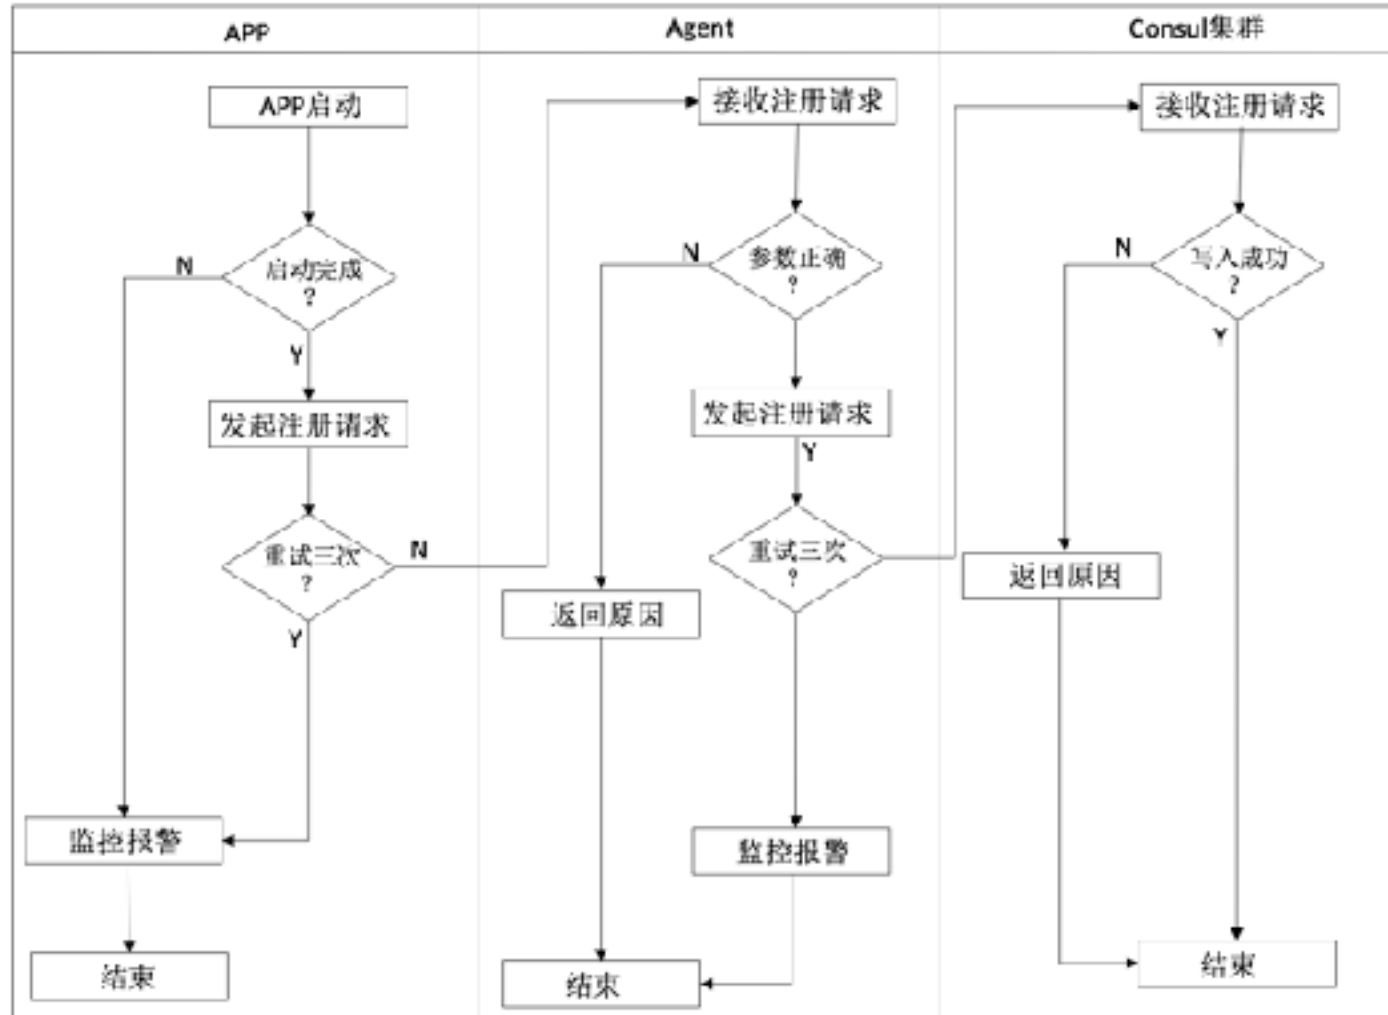 APP
Agent
Consul集群
APP启动
启动完成
?
N
Y
发起注册请求
重试三次
?
N
Y
监控报警
结束
接收注册请求
参数正确
?
N
发起注册请求
Y
重试三次
?
返回原因
监控报警
结束
接收注册请求
写入成功
?
N
Y
返回原因
结束